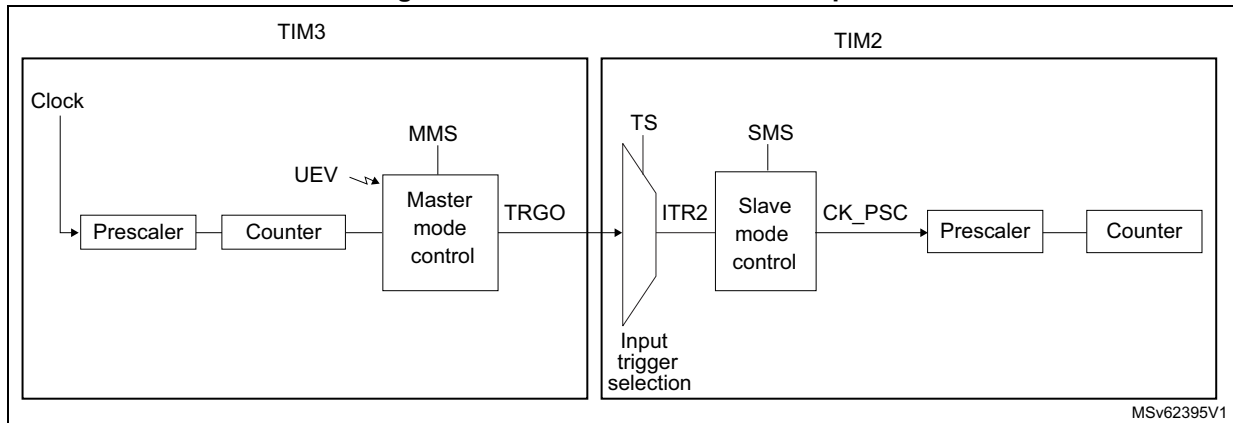 TIM3
TIM2
Clock
MMS
UEV
Master
mode
control
TRGO
Prescaler
Counter
TS
SMS
ITR2
Slave
mode
control
CK_PSC
Prescaler
Counter
Input
trigger
selection
MSv62395V1